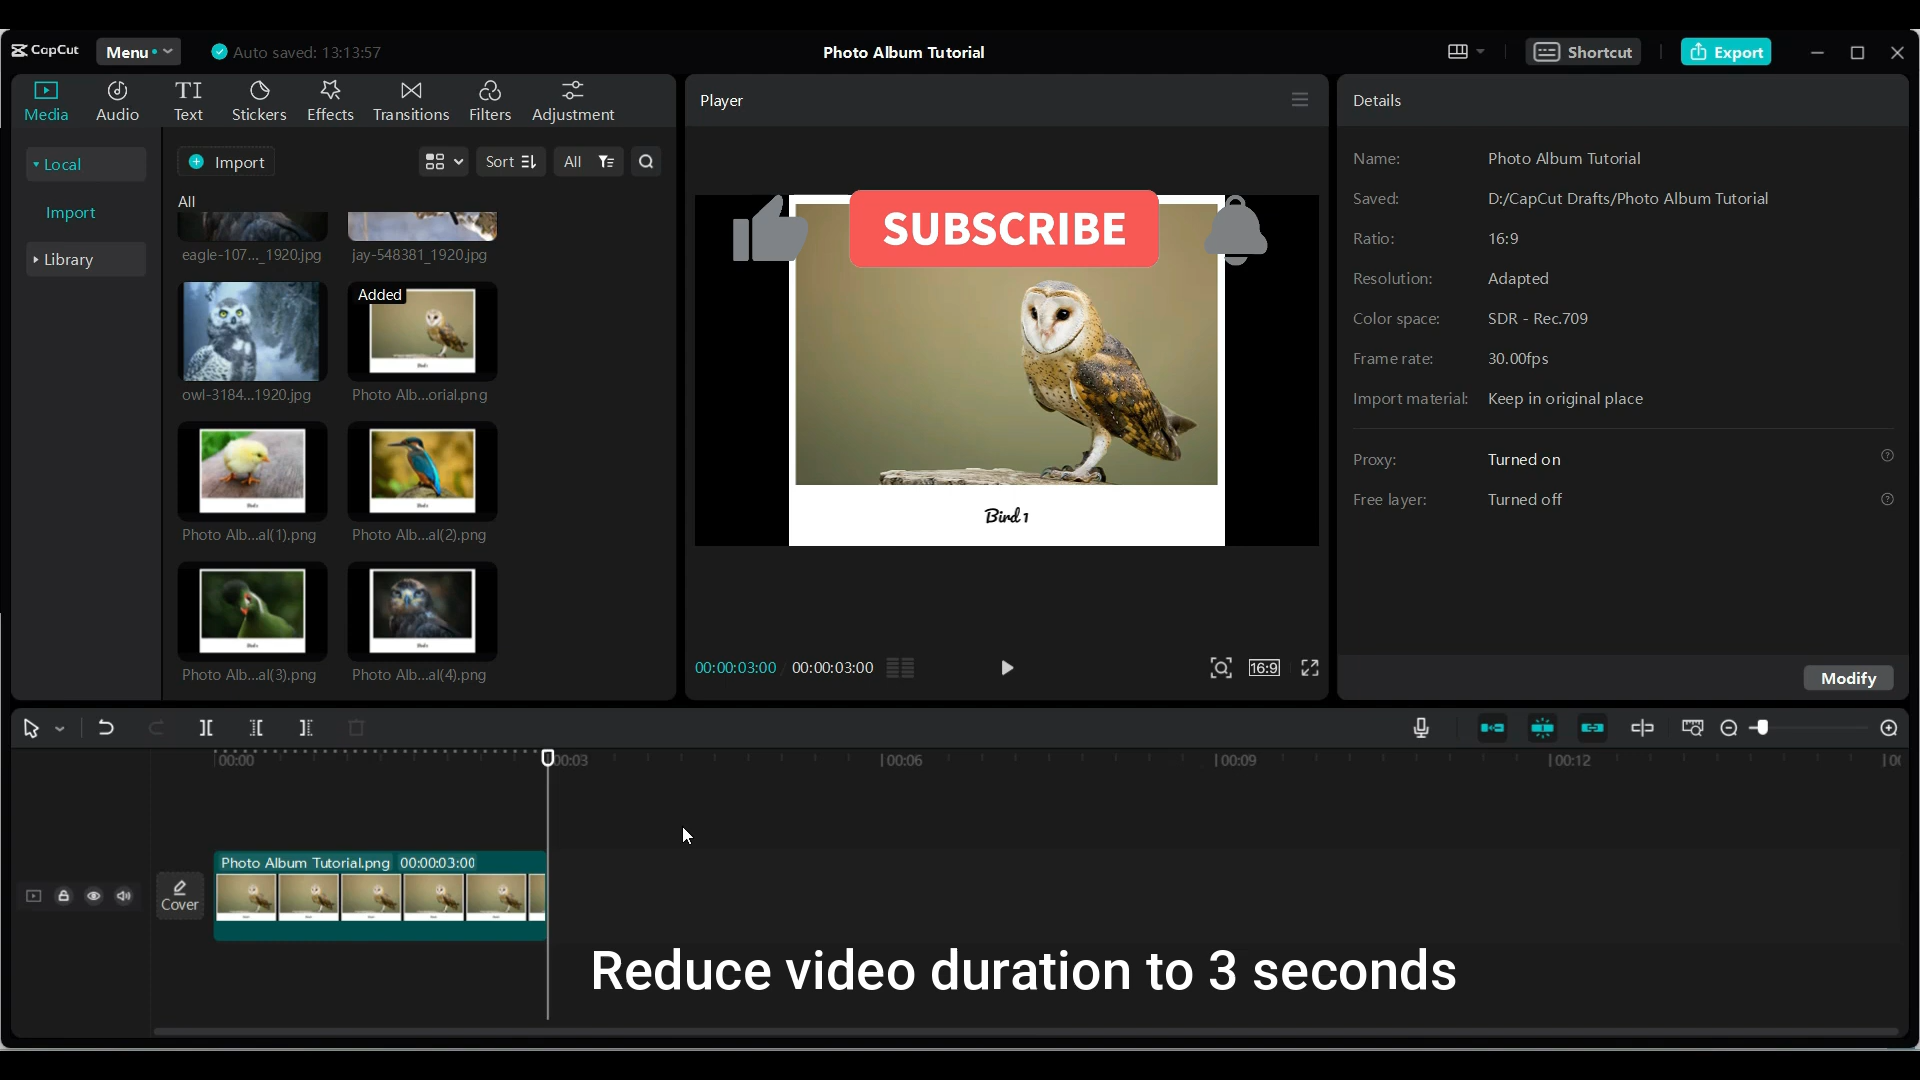 CapCut
Menu
Auto saved: 13:13:57
Photo Album Tutorial
Shortcut
Export
Media
Audio
Text
Stickers
Effects
Transitions
Filters
Adjustment
Player
Details
Local
Import
Library
Import
Sort
All
All
eagle-107..._1920.jpg
jay-548381_1920.jpg
owl-3184...1920.jpg
Added
Photo Alb...orial.png
Photo Alb...al(1).png
Photo Alb...al(2).png
Photo Alb...al(3).png
Photo Alb...al(4).png
SUBSCRIBE
Bird 1
00:00:03:00
00:00:03:00
16:9
Name: Photo Album Tutorial
Saved: D:/CapCut Drafts/Photo Album Tutorial
Ratio: 16:9
Resolution: Adapted
Color space: SDR - Rec.709
Frame rate: 30.00fps
Import material: Keep in original place
Proxy: Turned on
Free layer: Turned off
Modify
00:00
00:03
00:06
00:09
00:12
Photo Album Tutorial.png 00:00:03:00
Cover
Reduce video duration to 3 seconds